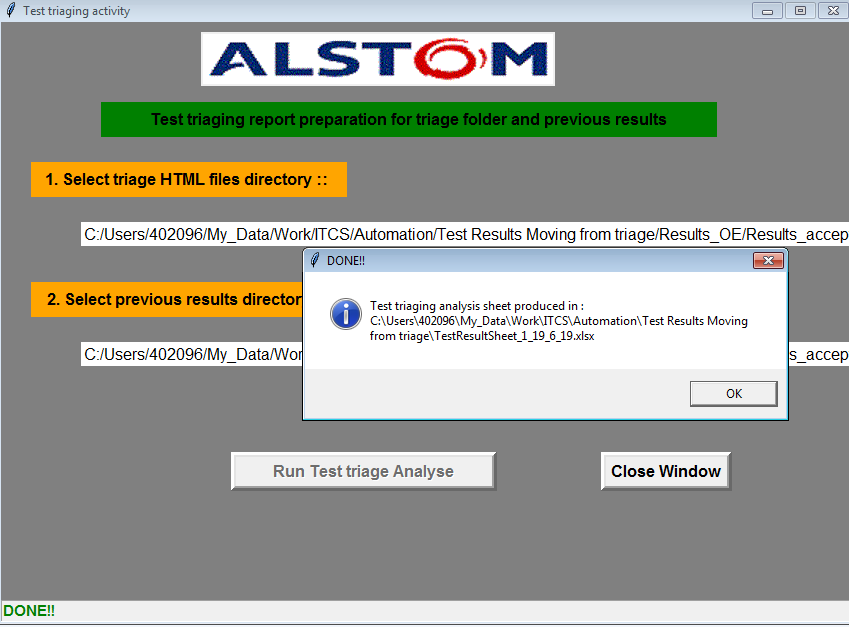 Test triaging activity
ALSTOM
Test triaging report preparation for triage folder and previous results
1. Select triage HTML files directory ::
C:/Users/402096/My_Data/Work/ITCS/Automation/Test Results Moving from triage/Results_OE/Results_accep
DONE!!
Test triaging analysis sheet produced in :
C:\Users\402096\My_Data\Work\ITCS\Automation\Test Results Moving
from triage\TestResultSheet_1_19_6_19.xlsx
OK
2. Select previous results director
C:/Users/402096/My_Data/Wor
s_accep
Run Test triage Analyse
Close Window
DONE!!